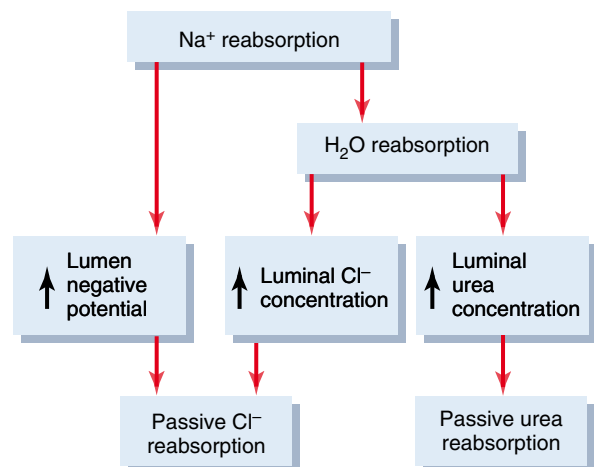 Na⁺ reabsorption
H₂O reabsorption
Lumen
negative
potential
Luminal Cl⁻
concentration
Luminal
urea
concentration
Passive Cl⁻
reabsorption
Passive urea
reabsorption